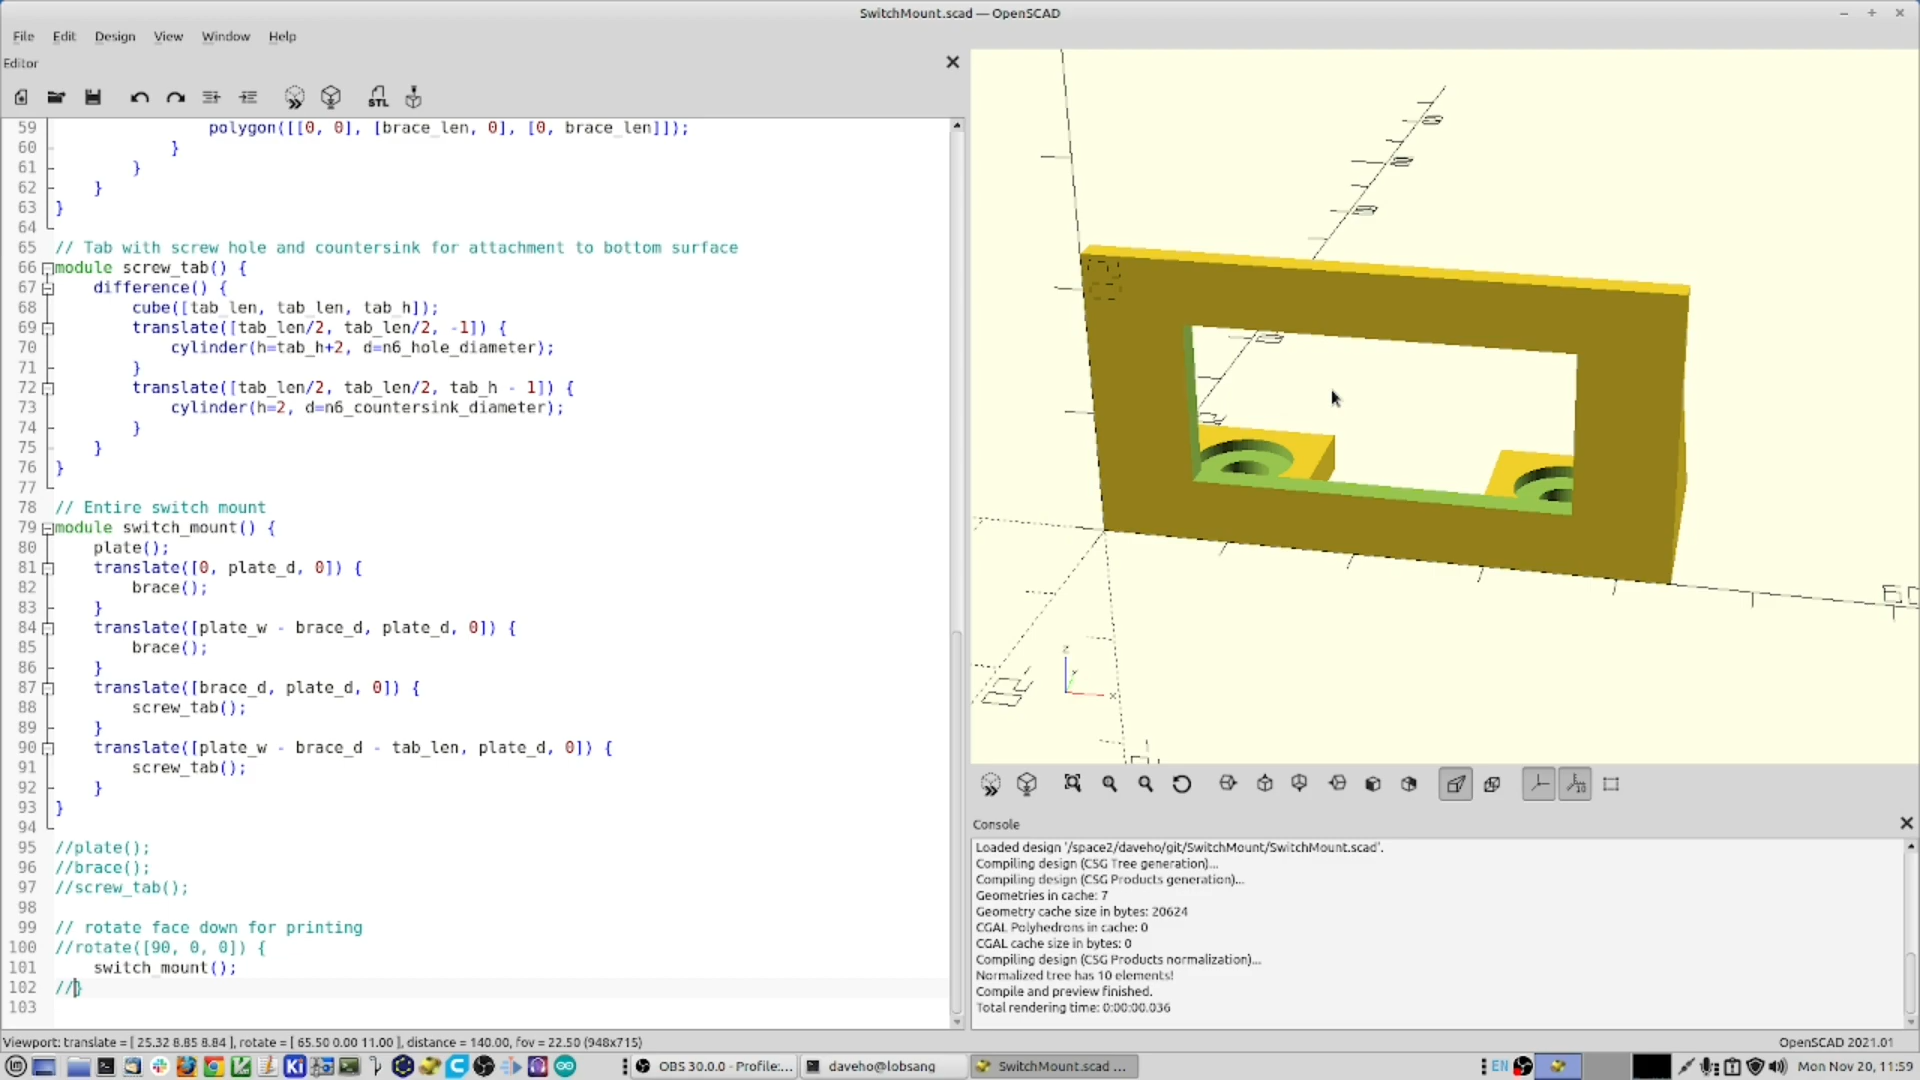 SwitchMount.scad — OpenSCAD
File Edit Design View Window Help
Editor
STL
59 polygon([[0, 0], [brace_len, 0], [0, brace_len]]);
60 }
61 }
62 }
63 }
64
65 // Tab with screw hole and countersink for attachment to bottom surface
66 module screw_tab() {
67 difference() {
68 cube([tab_len, tab_len, tab_h]);
69 translate([tab_len/2, tab_len/2, -1]) {
70 cylinder(h=tab_h+2, d=n6_hole_diameter);
71 }
72 translate([tab_len/2, tab_len/2, tab_h - 1]) {
73 cylinder(h=2, d=n6_countersink_diameter);
74 }
75 }
76 }
77
78 // Entire switch mount
79 module switch_mount() {
80 plate();
81 translate([0, plate_d, 0]) {
82 brace();
83 }
84 translate([plate_w - brace_d, plate_d, 0]) {
85 brace();
86 }
87 translate([brace_d, plate_d, 0]) {
88 screw_tab();
89 }
90 translate([plate_w - brace_d - tab_len, plate_d, 0]) {
91 screw_tab();
92 }
93 }
94
95 //plate();
96 //brace();
97 //screw_tab();
98
99 // rotate face down for printing
100 //rotate([90, 0, 0]) {
101 switch_mount();
102 //}
103
z
x
Console
Loaded design '/space2/daveho/git/SwitchMount/SwitchMount.scad'.
Compiling design (CSG Tree generation)...
Compiling design (CSG Products generation)...
Geometries in cache: 7
Geometry cache size in bytes: 20624
CGAL Polyhedrons in cache: 0
CGAL cache size in bytes: 0
Compiling design (CSG Products normalization)...
Normalized tree has 10 elements!
Compile and preview finished.
Total rendering time: 0:00:00.036
Viewport: translate = [ 25.32 8.85 8.84 ], rotate = [ 65.50 0.00 11.00 ], distance = 140.00, fov = 22.50 (948x715)
OpenSCAD 2021.01
Ki
OBS 30.0.0 - Profile:...
daveho@lobsang
SwitchMount.scad ...
EN
Mon Nov 20, 11:59